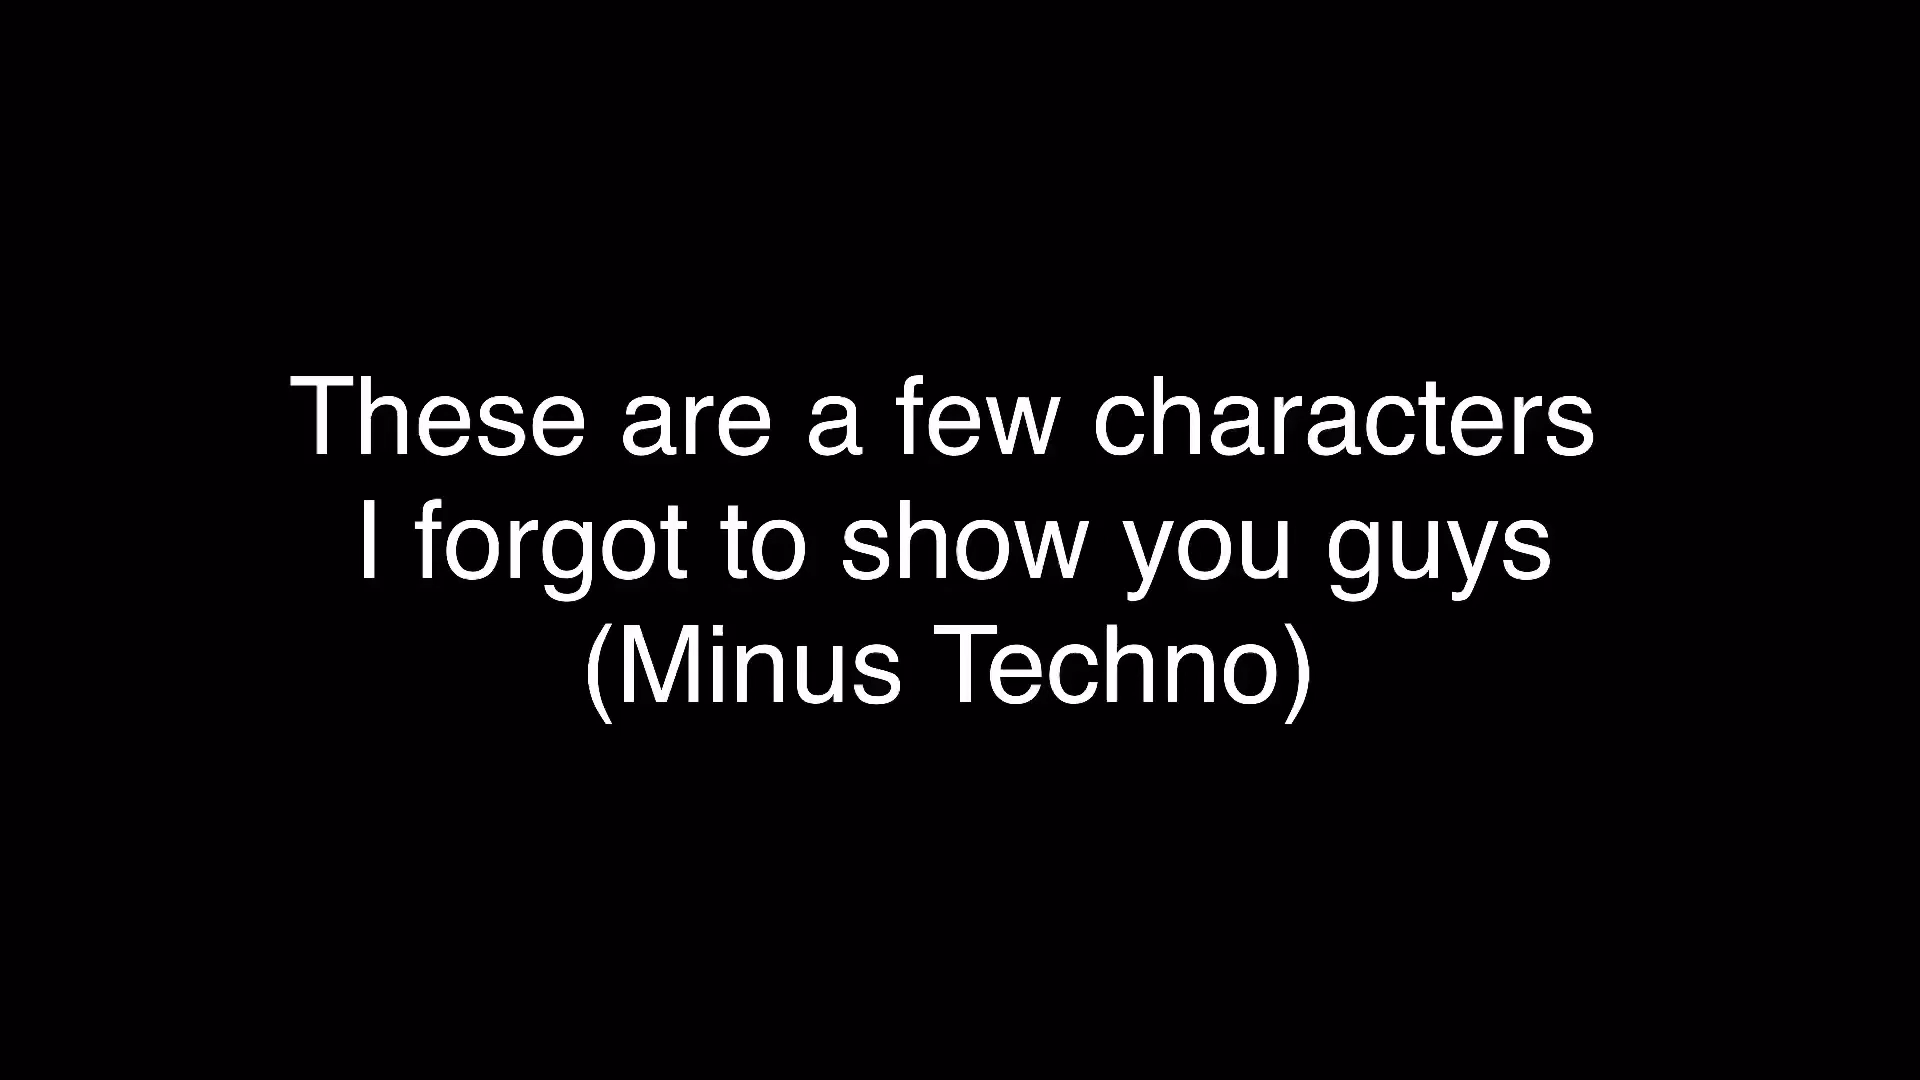 These are a few characters
I forgot to show you guys
(Minus Techno)